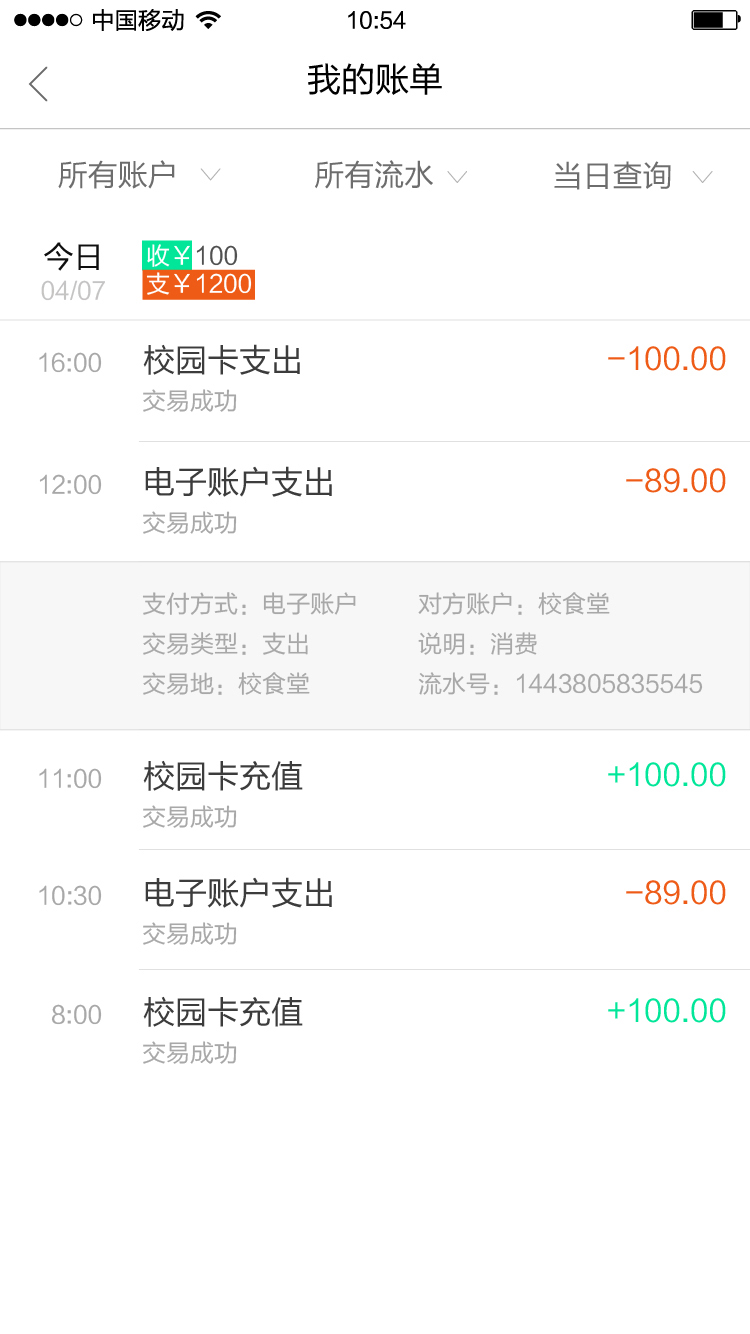 中国移动 10:54
我的账单
所有账户 所有流水 当日查询
今日 收￥100
04/07 支￥1200
16:00 校园卡支出 −100.00
交易成功
12:00 电子账户支出 −89.00
交易成功
支付方式：电子账户 对方账户：校食堂
交易类型：支出 说明：消费
交易地：校食堂 流水号：1443805835545
11:00 校园卡充值 +100.00
交易成功
10:30 电子账户支出 −89.00
交易成功
8:00 校园卡充值 +100.00
交易成功